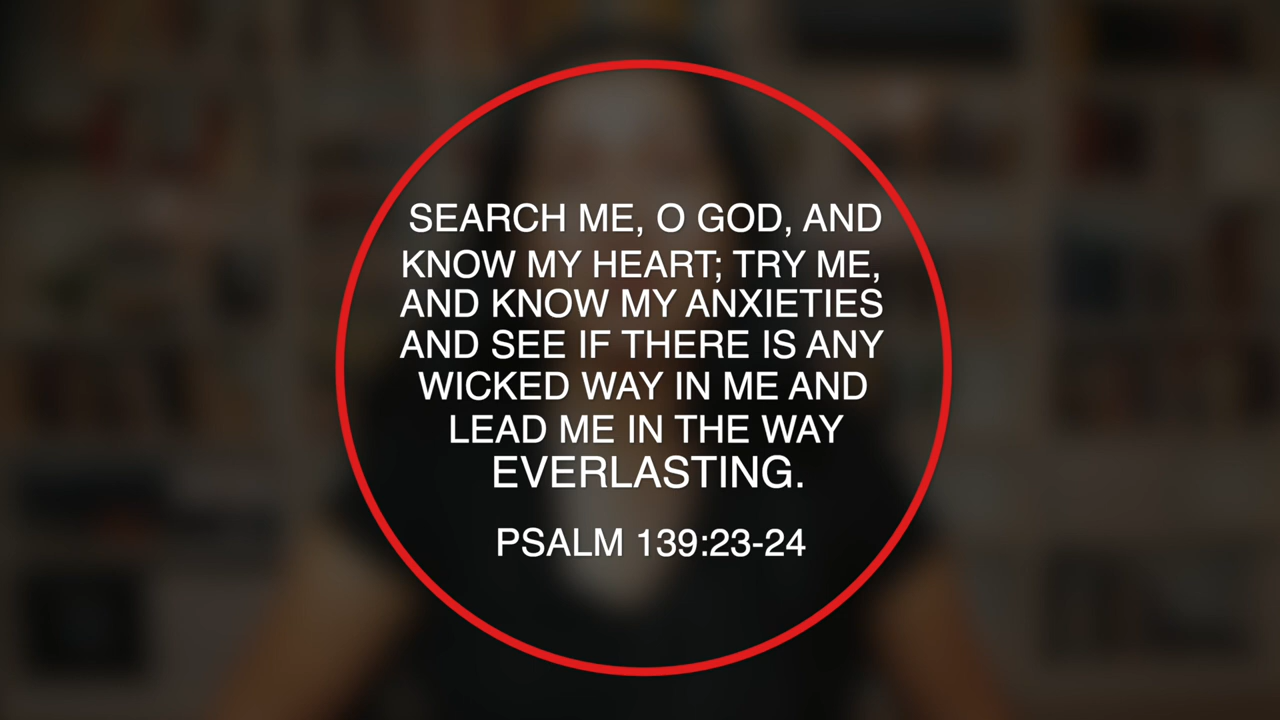 SEARCH ME, O GOD, AND
KNOW MY HEART; TRY ME,
AND KNOW MY ANXIETIES
AND SEE IF THERE IS ANY
WICKED WAY IN ME AND
LEAD ME IN THE WAY
EVERLASTING.
PSALM 139:23-24